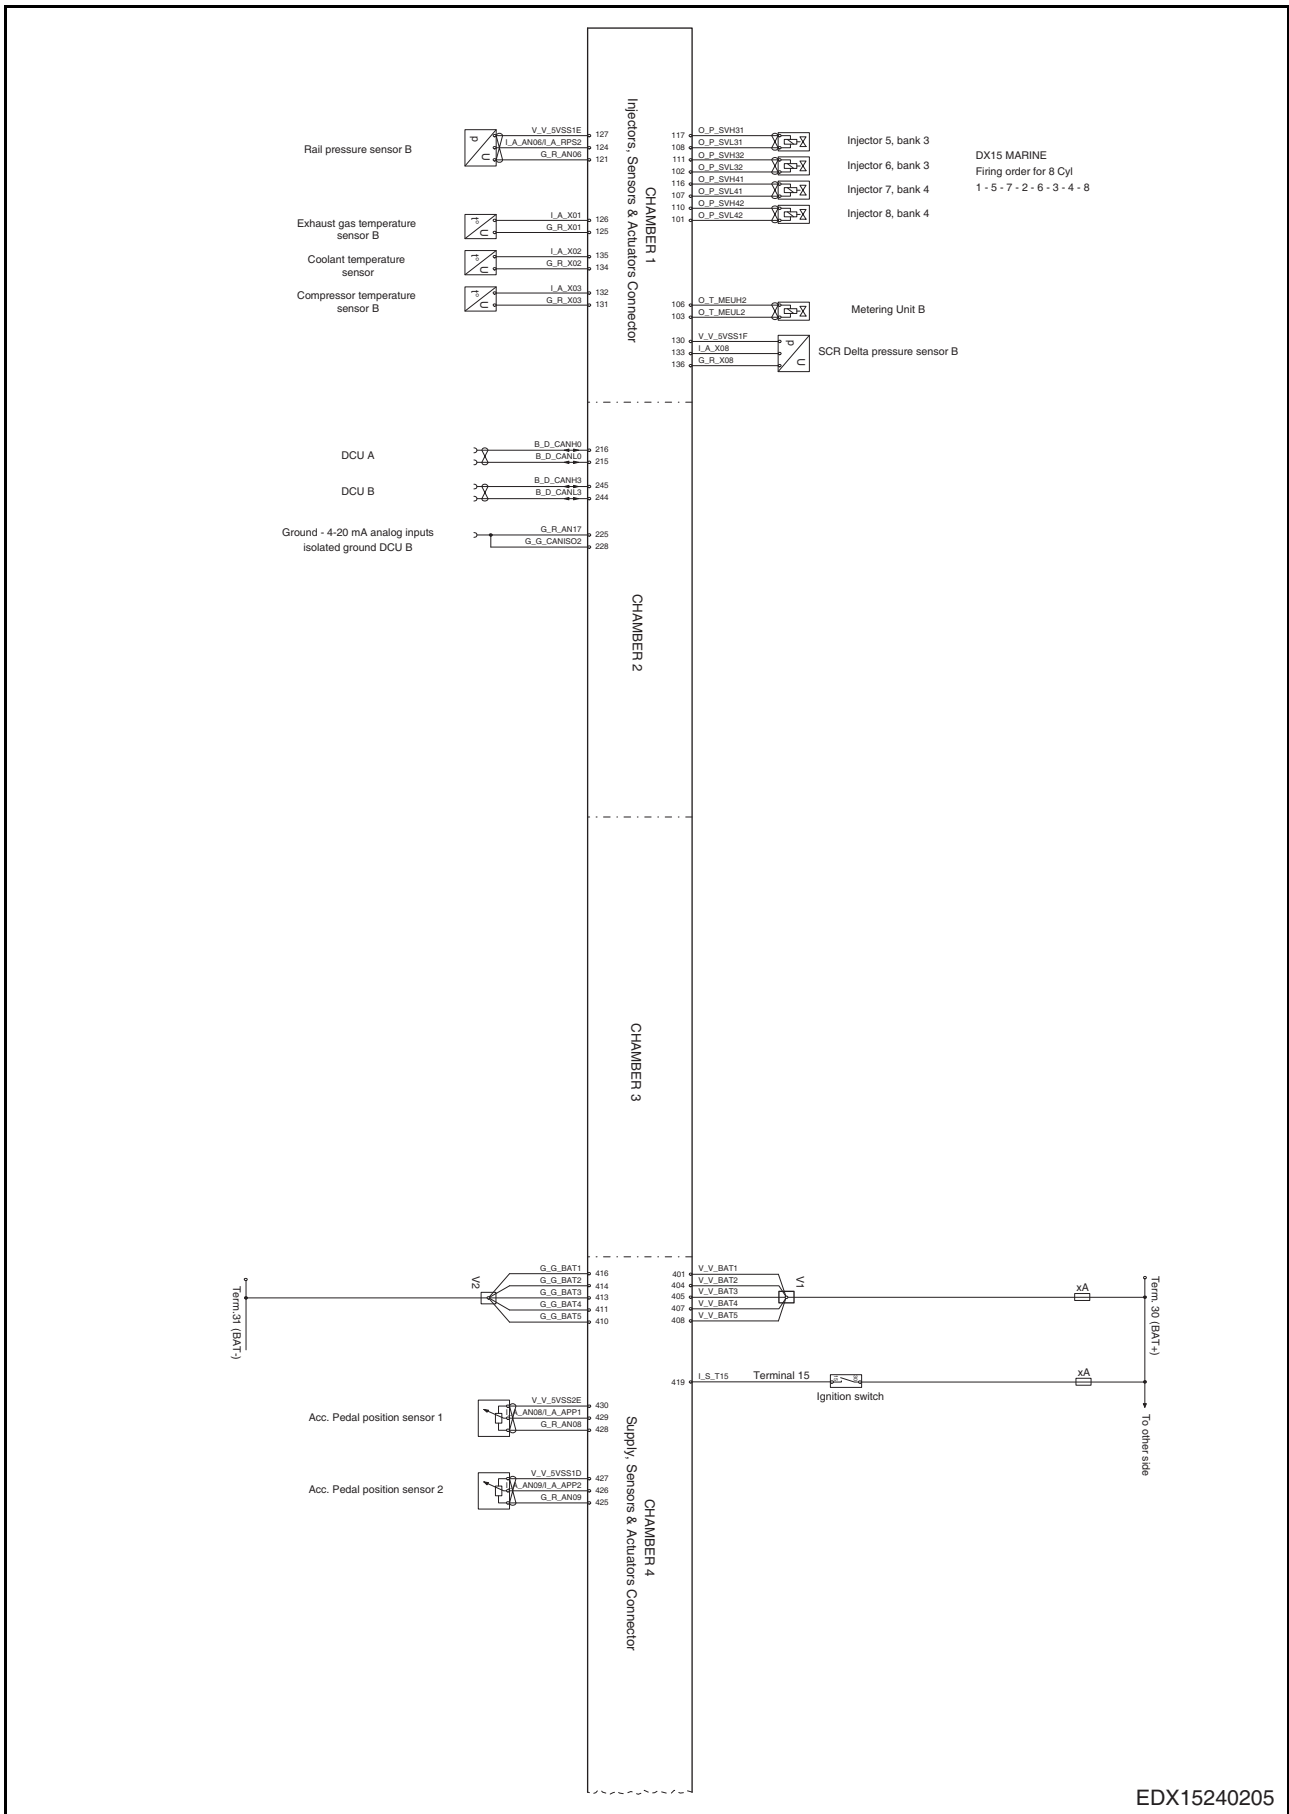 Rail pressure sensor B
V_V_5VSS1E
127
I_A_AN06/I_A_RPS2
124
G_R_AN06
121
P
U
Exhaust gas temperature
sensor B
I_A_X01
126
G_R_X01
125
t°
U
Coolant temperature
sensor
I_A_X02
135
G_R_X02
134
t°
U
Compressor temperature
sensor B
I_A_X03
132
G_R_X03
131
t°
U
CHAMBER 1
Injectors, Sensors & Actuators Connector
117
O_P_SVH31
108
O_P_SVL31
Injector 5, bank 3
111
O_P_SVH32
102
O_P_SVL32
Injector 6, bank 3
116
O_P_SVH41
107
O_P_SVL41
Injector 7, bank 4
110
O_P_SVH42
101
O_P_SVL42
Injector 8, bank 4
DX15 MARINE
Firing order for 8 Cyl
1 - 5 - 7 - 2 - 6 - 3 - 4 - 8
106
O_T_MEUH2
103
O_T_MEUL2
Metering Unit B
130
V_V_5VSS1F
133
I_A_X08
136
G_R_X08
P
U
SCR Delta pressure sensor B
DCU A
B_D_CANH0
216
B_D_CANL0
215
DCU B
B_D_CANH3
245
B_D_CANL3
244
Ground - 4-20 mA analog inputs
isolated ground DCU B
G_R_AN17
225
G_G_CANISO2
228
CHAMBER 2
CHAMBER 3
Term.31 (BAT-)
V2
G_G_BAT1
416
G_G_BAT2
414
G_G_BAT3
413
G_G_BAT4
411
G_G_BAT5
410
401
V_V_BAT1
404
V_V_BAT2
405
V_V_BAT3
407
V_V_BAT4
408
V_V_BAT5
V1
xA
Term. 30 (BAT+)
419
I_S_T15
Terminal 15
Ignition switch
xA
To other side
Acc. Pedal position sensor 1
V_V_5VSS2E
430
I_A_AN08/I_A_APP1
429
G_R_AN08
428
Acc. Pedal position sensor 2
V_V_5VSS1D
427
I_A_AN09/I_A_APP2
426
G_R_AN09
425
CHAMBER 4
Supply, Sensors & Actuators Connector
EDX15240205